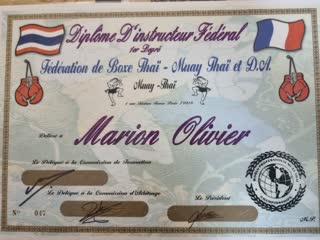 Diplôme D'instructeur Fédéral
1er Degré
Fédération de Boxe Thaï - Muay Thaï et D.A.
Muay-Thaï
Délivré à
Marion Olivier
Le Délégué à la Commission de Formation
Le Délégué à la Commission d'Arbitrage
Le Président
N° 047